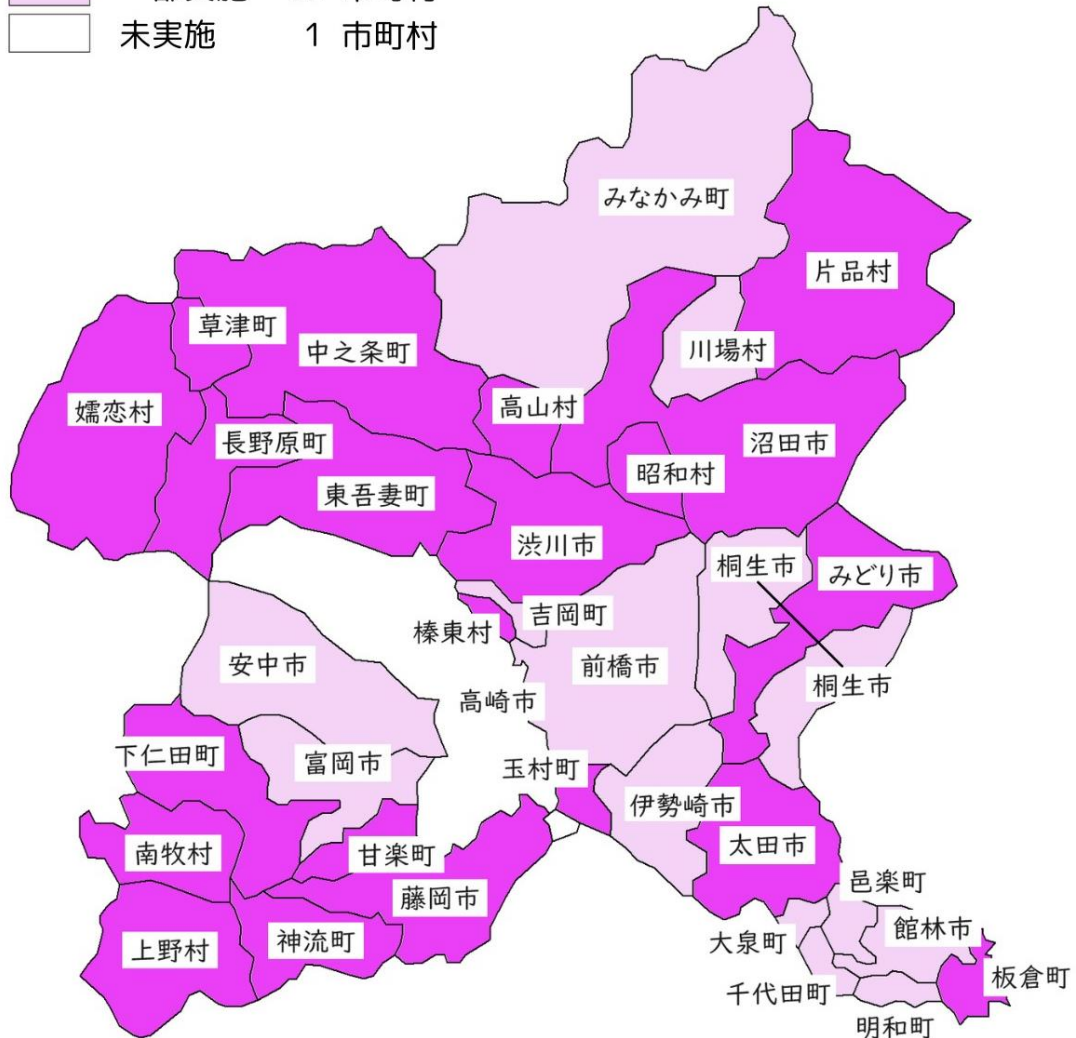 未実施 1 市町村
みなかみ町
片品村
草津町
中之条町
川場村
嬬恋村
高山村
長野原町
沼田市
昭和村
東吾妻町
渋川市
桐生市
みどり市
吉岡町
榛東村
前橋市
安中市
桐生市
高崎市
下仁田町
富岡市
玉村町
伊勢崎市
南牧村
甘楽町
太田市
藤岡市
邑楽町
上野村
神流町
大泉町
館林市
板倉町
千代田町
明和町